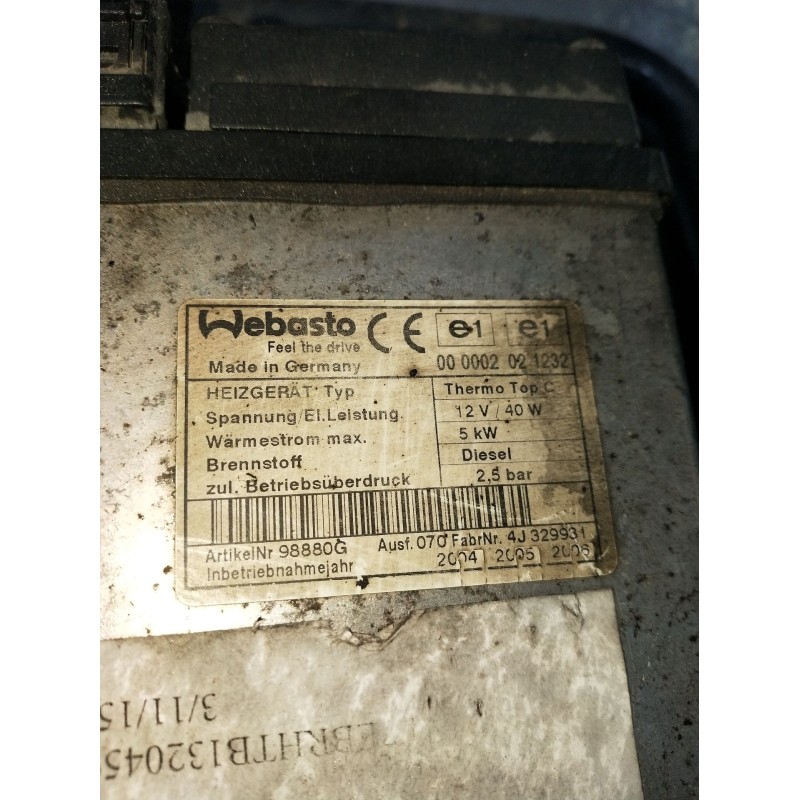 Webasto CE e1 e1
Feel the drive
Made in Germany 00 0002 02 1232
HEIZGERÄT Typ Thermo Top C
Spannung/El.Leistung. 12 V / 40 W
Wärmestrom max. 5 kW
Brennstoff Diesel
zul. Betriebsüberdruck 2,5 bar
ArtikelNr 98880G Ausf. 070 FabrNr. 4J 329931
Inbetriebnahmejahr 2004 2005 2006
EBRHTB132045
3/11/15